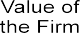 Value of
the Firm